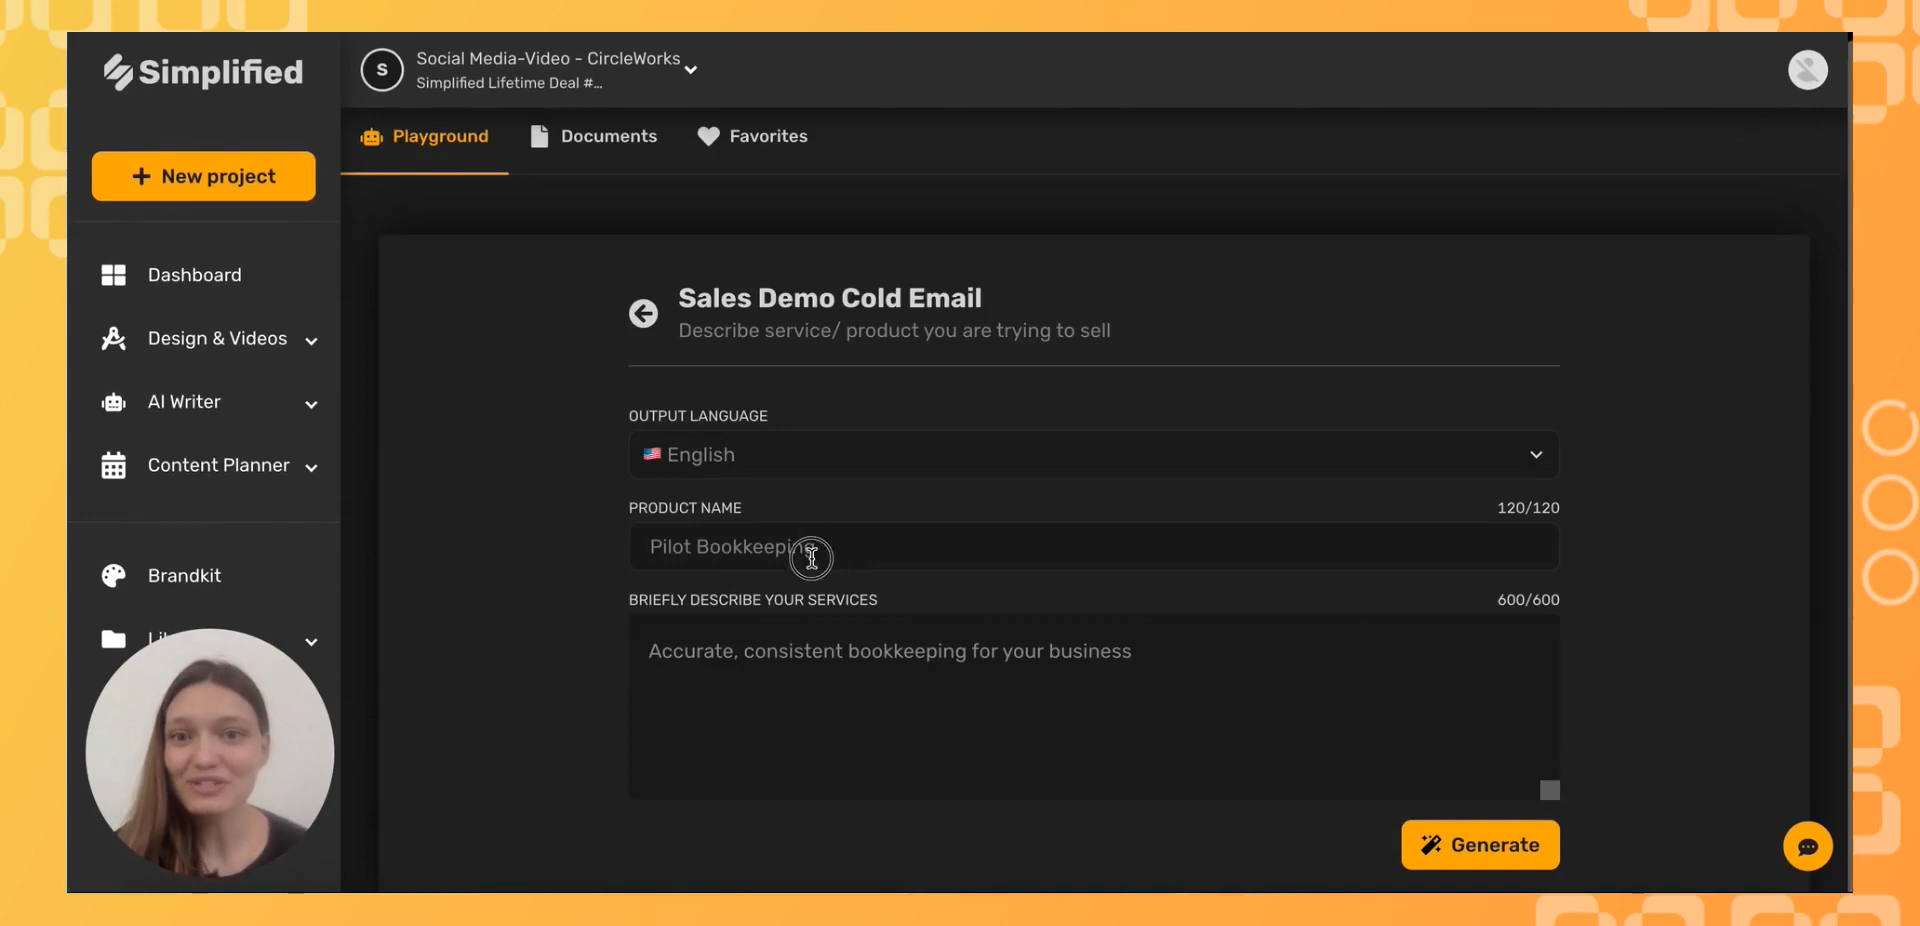 Simplified
S
Social Media-Video - CircleWorks
Simplified Lifetime Deal #...
New project
Playground
Documents
Favorites
Dashboard
Design & Videos
AI Writer
Content Planner
Brandkit
Sales Demo Cold Email
Describe service/ product you are trying to sell
OUTPUT LANGUAGE
English
PRODUCT NAME
120/120
Pilot Bookkeeping
BRIEFLY DESCRIBE YOUR SERVICES
600/600
Accurate, consistent bookkeeping for your business
Generate